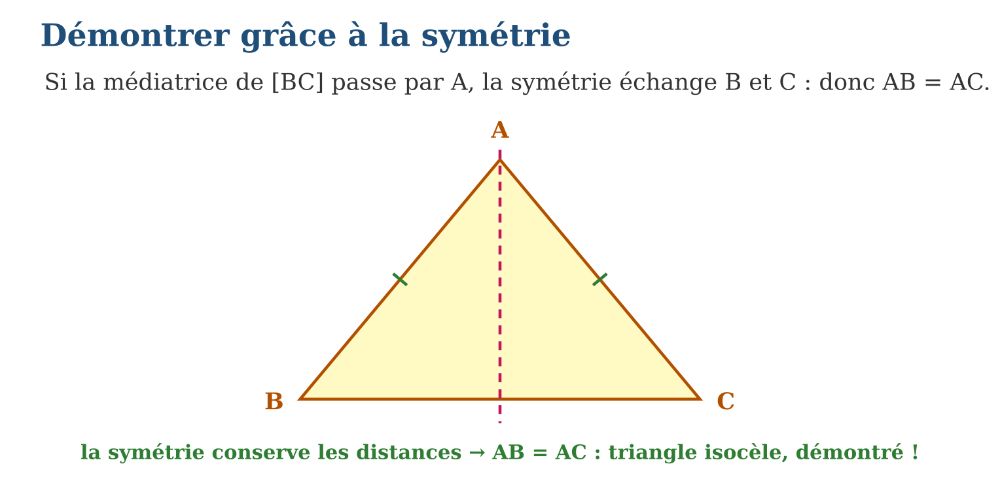 Démontrer grâce à la symétrie
Si la médiatrice de [BC] passe par A, la symétrie échange B et C : donc AB = AC.
A
B
C
la symétrie conserve les distances → AB = AC : triangle isocèle, démontré !